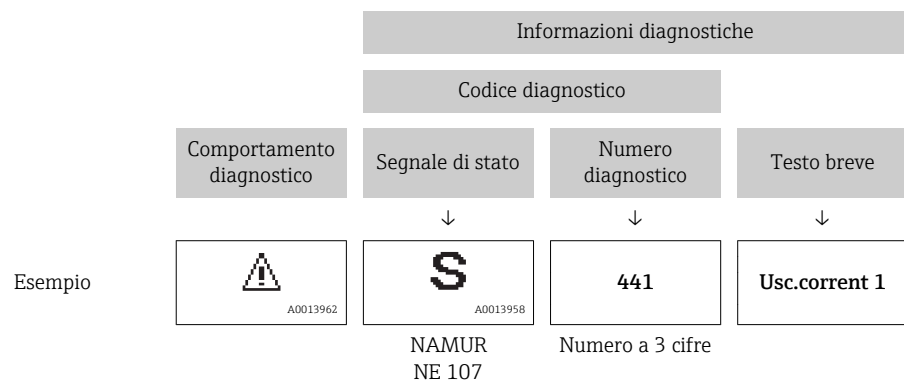 Informazioni diagnostiche
Codice diagnostico
Comportamento
diagnostico
Segnale di stato
Numero
diagnostico
Testo breve
↓ ↓ ↓
Esempio
A0013962
S
A0013958
441
Usc.corrent 1
NAMUR
NE 107
Numero a 3 cifre